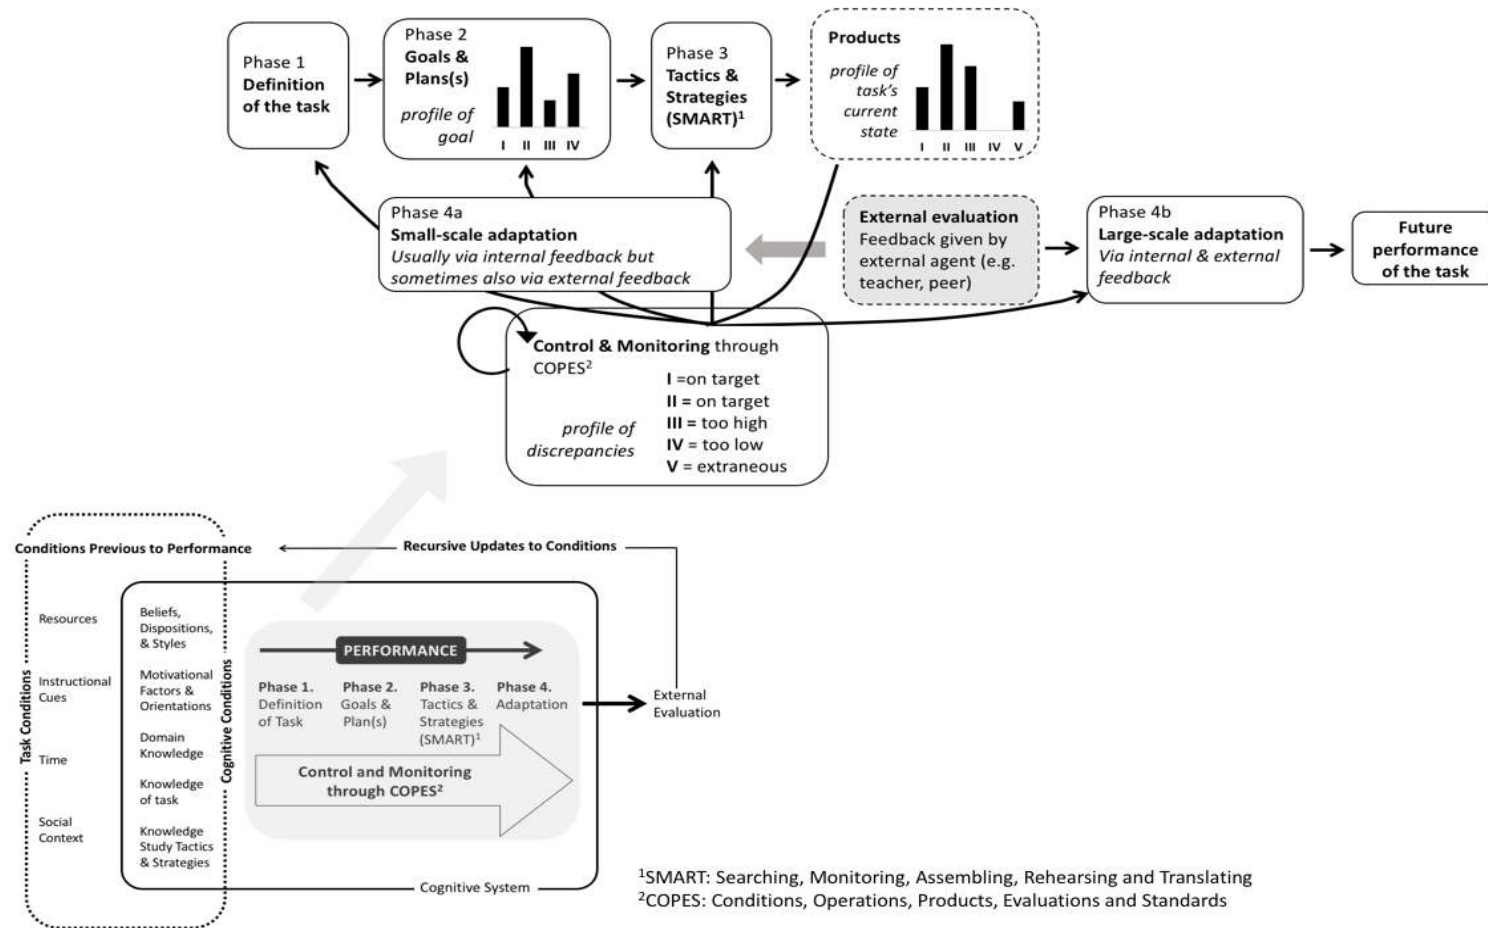 Phase 1
Definition
of the task
Phase 2
Goals &
Plans(s)
profile of
goal
I II III IV
Phase 3
Tactics &
Strategies
(SMART)1
Products
profile of
task's
current
state
I II III IV V
Phase 4a
Small-scale adaptation
Usually via internal feedback but
sometimes also via external feedback
External evaluation
Feedback given by
external agent (e.g.
teacher, peer)
Phase 4b
Large-scale adaptation
Via internal & external
feedback
Future
performance
of the task
Control & Monitoring through
COPES2
profile of
discrepancies
I =on target
II = on target
III = too high
IV = too low
V = extraneous
Conditions Previous to Performance
Recursive Updates to Conditions
Task Conditions
Resources
Instructional
Cues
Time
Social
Context
Cognitive Conditions
Beliefs,
Dispositions,
& Styles
Motivational
Factors &
Orientations
Domain
Knowledge
Knowledge
of task
Knowledge
Study Tactics
& Strategies
PERFORMANCE
Phase 1.
Definition
of Task
Phase 2.
Goals &
Plan(s)
Phase 3.
Tactics &
Strategies
(SMART)1
Phase 4.
Adaptation
Control and Monitoring
through COPES2
External
Evaluation
Cognitive System
1SMART: Searching, Monitoring, Assembling, Rehearsing and Translating
2COPES: Conditions, Operations, Products, Evaluations and Standards